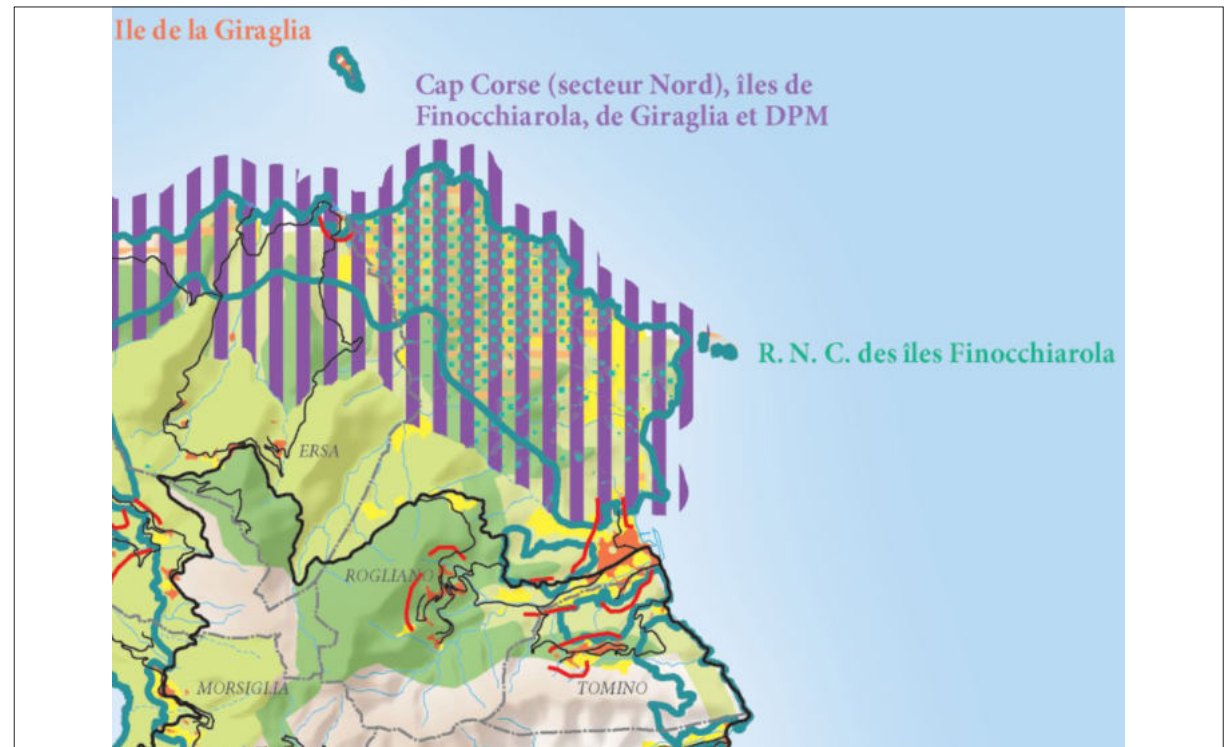 Ile de la Giraglia
Cap Corse (secteur Nord), îles de
Finocchiarola, de Giraglia et DPM
R. N. C. des îles Finocchiarola
ERSA
ROGLIANO
MORSIGLIA
TOMINO